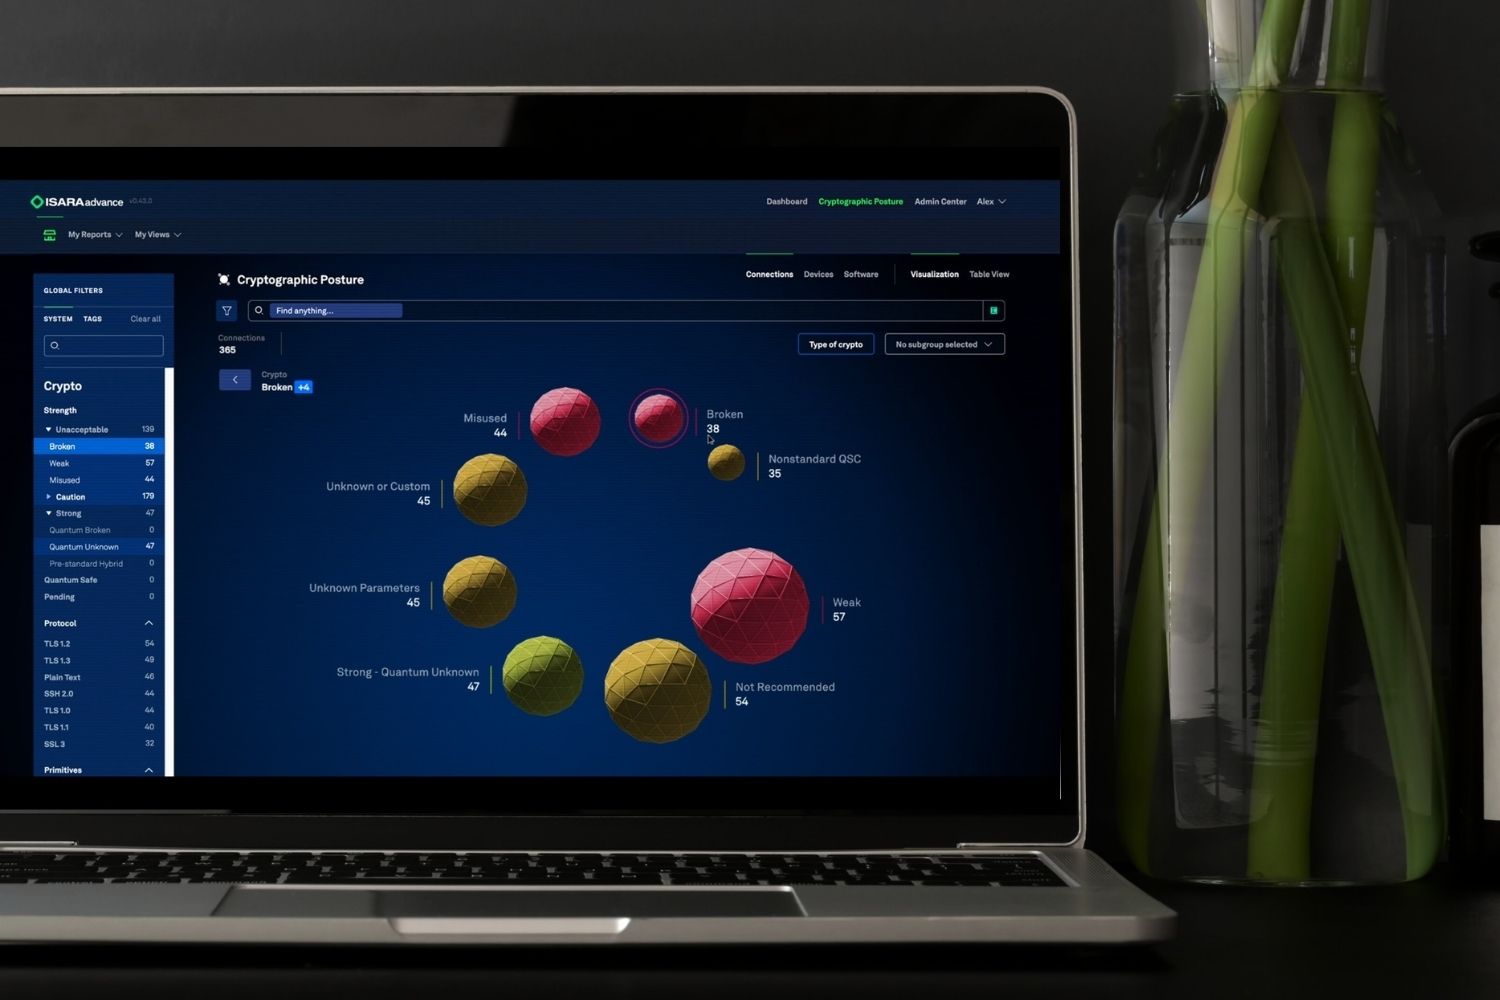 ISARA advance v0.43.0
Dashboard Cryptographic Posture Admin Center Alex
My Reports My Views
GLOBAL FILTERS
SYSTEM TAGS Clear all
Crypto
Strength
Unacceptable 139
Broken 38
Weak 57
Misused 44
Caution 179
Strong 47
Quantum Broken 0
Quantum Unknown 47
Pre-standard Hybrid 0
Quantum Safe 0
Pending 0
Protocol
TLS 1.2 54
TLS 1.3 49
Plain Text 46
SSH 2.0 44
TLS 1.0 44
TLS 1.1 40
SSL 3 32
Primitives
Cryptographic Posture
Connections Devices Software Visualization Table View
Find anything...
Connections
365
Type of crypto No subgroup selected
Crypto
Broken +4
Misused
44
Broken
38
Nonstandard QSC
35
Unknown or Custom
45
Unknown Parameters
45
Weak
57
Strong - Quantum Unknown
47
Not Recommended
54